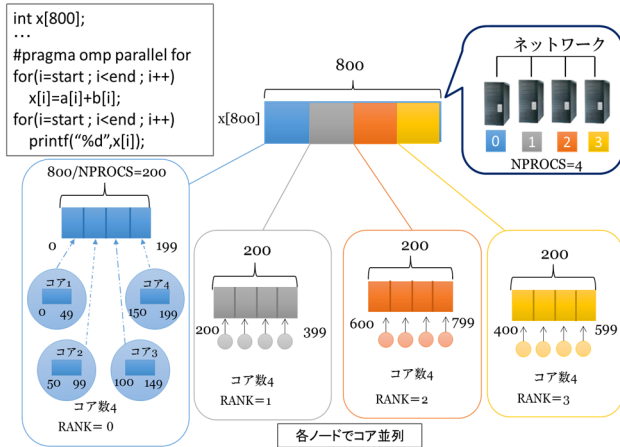 int x[800];
…
#pragma omp parallel for
for(i=start ; i<end ; i++)
x[i]=a[i]+b[i];
for(i=start ; i<end ; i++)
printf(“%d”,x[i]);
800
x[800]
ネットワーク
0 1 2 3
NPROCS=4
800/NPROCS=200
0 199
コア1
0 49
コア4
150 199
コア2
50 99
コア3
100 149
コア数4
RANK= 0
200
200 399
コア数4
RANK=1
200
600 799
コア数4
RANK=2
200
400 599
コア数4
RANK=3
各ノードでコア並列